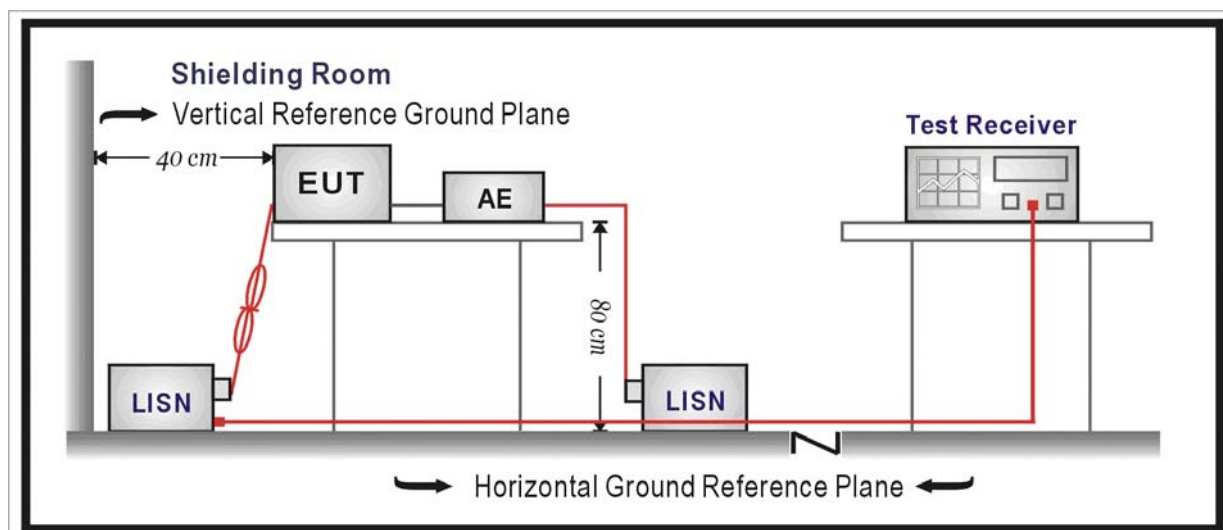 Shielding Room
Vertical Reference Ground Plane
Test Receiver
40 cm
EUT
AE
80 cm
LISN
LISN
Horizontal Ground Reference Plane